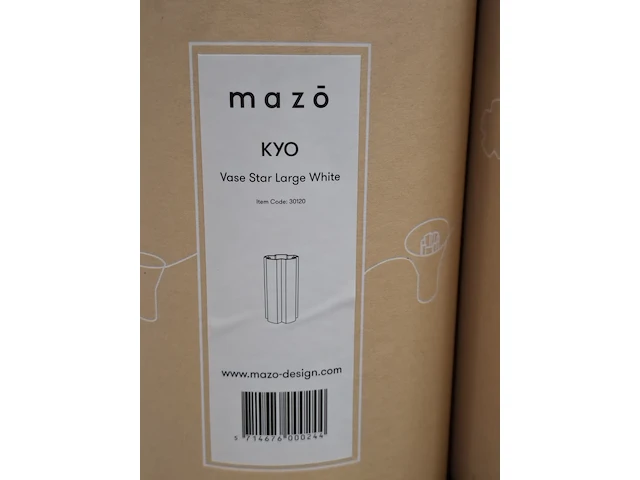 mazō
KYO
Vase Star Large White
Item Code: 30120
www.mazo-design.com
5 714676 000244